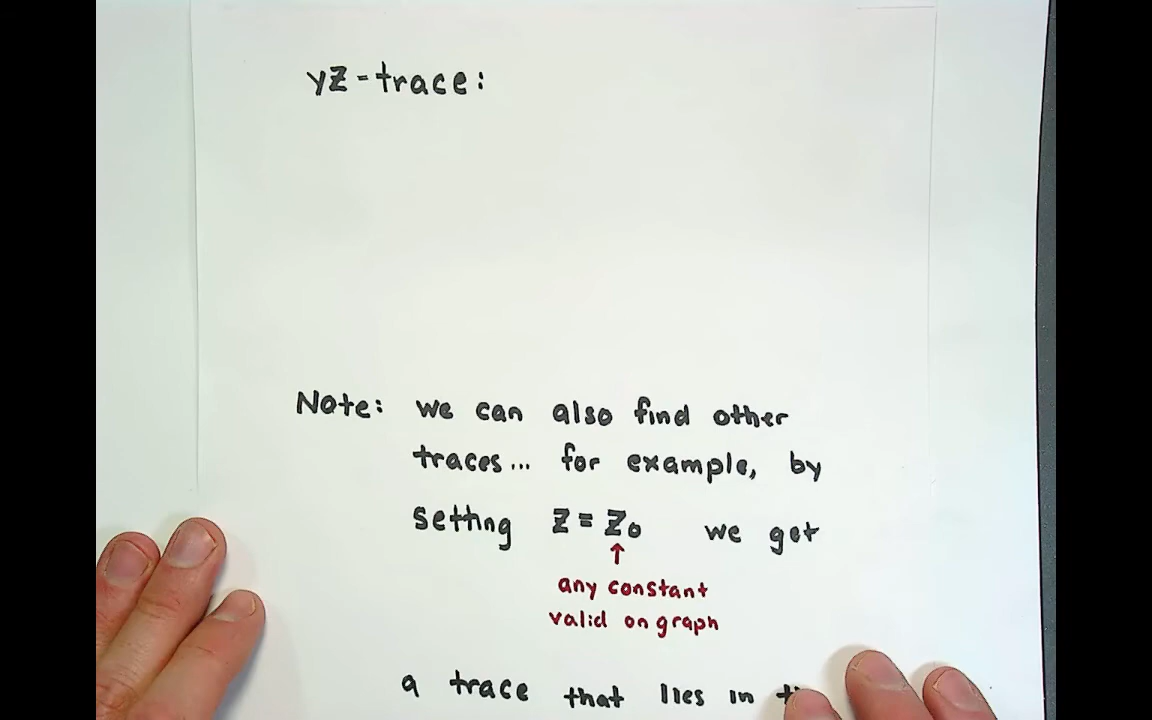 yz-trace:
Note: we can also find other
traces... for example, by
setting z = z₀ we get
↑
any constant
valid on graph
a trace that lies in